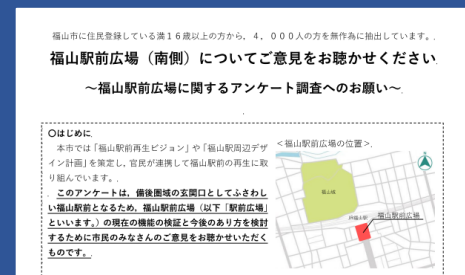 福山市に住民登録している満１６歳以上の方から，４，０００人の方を無作為に抽出しています。
福山駅前広場（南側）についてご意見をお聴かせください
～福山駅前広場に関するアンケート調査へのお願い～
〇はじめに
本市では「福山駅前再生ビジョン」や「福山駅周辺デザ
イン計画」を策定し，官民が連携して福山駅前の再生に取
り組んでいます。
このアンケートは，備後圏域の玄関口としてふさわし
い福山駅前となるため，福山駅前広場（以下「駅前広場」
といいます。）の現在の機能の検証と今後のあり方を検討
するために市民のみなさんのご意見をお聴かせいただく
ものです。
＜福山駅前広場の位置＞
福山城
JR福山駅
福山駅前広場